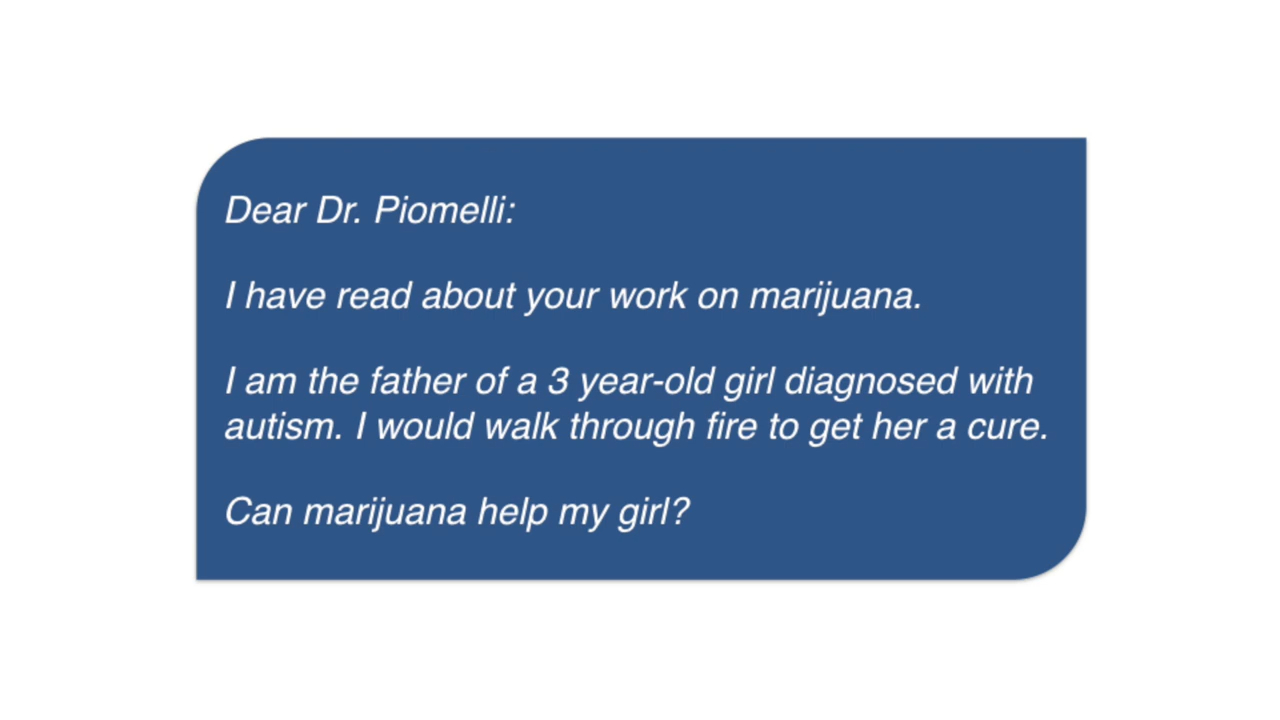 Dear Dr. Piomelli:
I have read about your work on marijuana.
I am the father of a 3 year-old girl diagnosed with
autism. I would walk through fire to get her a cure.
Can marijuana help my girl?